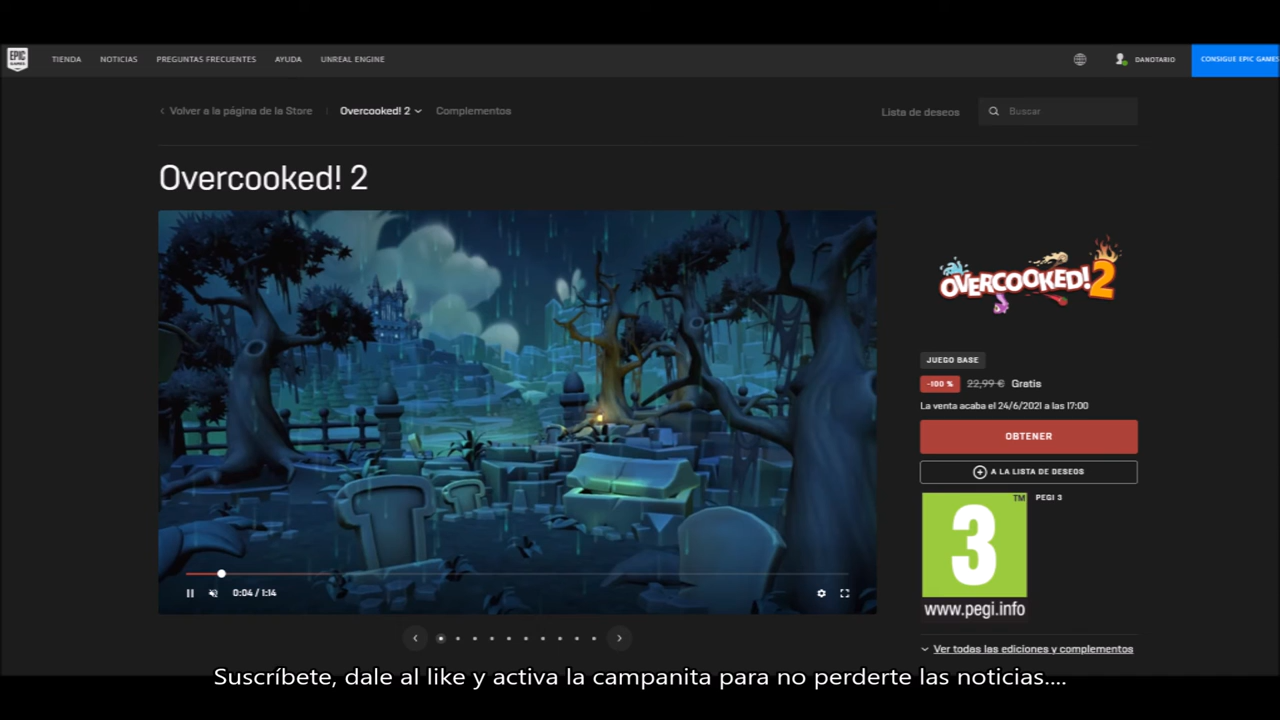 EPIC GAMES
TIENDA NOTICIAS PREGUNTAS FRECUENTES AYUDA UNREAL ENGINE DANOTARIO CONSIGUE EPIC GAMES
Volver a la página de la Store Overcooked! 2 Complementos Lista de deseos Buscar
Overcooked! 2
OVERCOOKED! 2
JUEGO BASE
-100 % 22,99 € Gratis
La venta acaba el 24/6/2021 a las 17:00
OBTENER
A LA LISTA DE DESEOS
3 TM PEGI 3
www.pegi.info
0:04 / 1:14
Ver todas las ediciones y complementos
Suscríbete, dale al like y activa la campanita para no perderte las noticias....